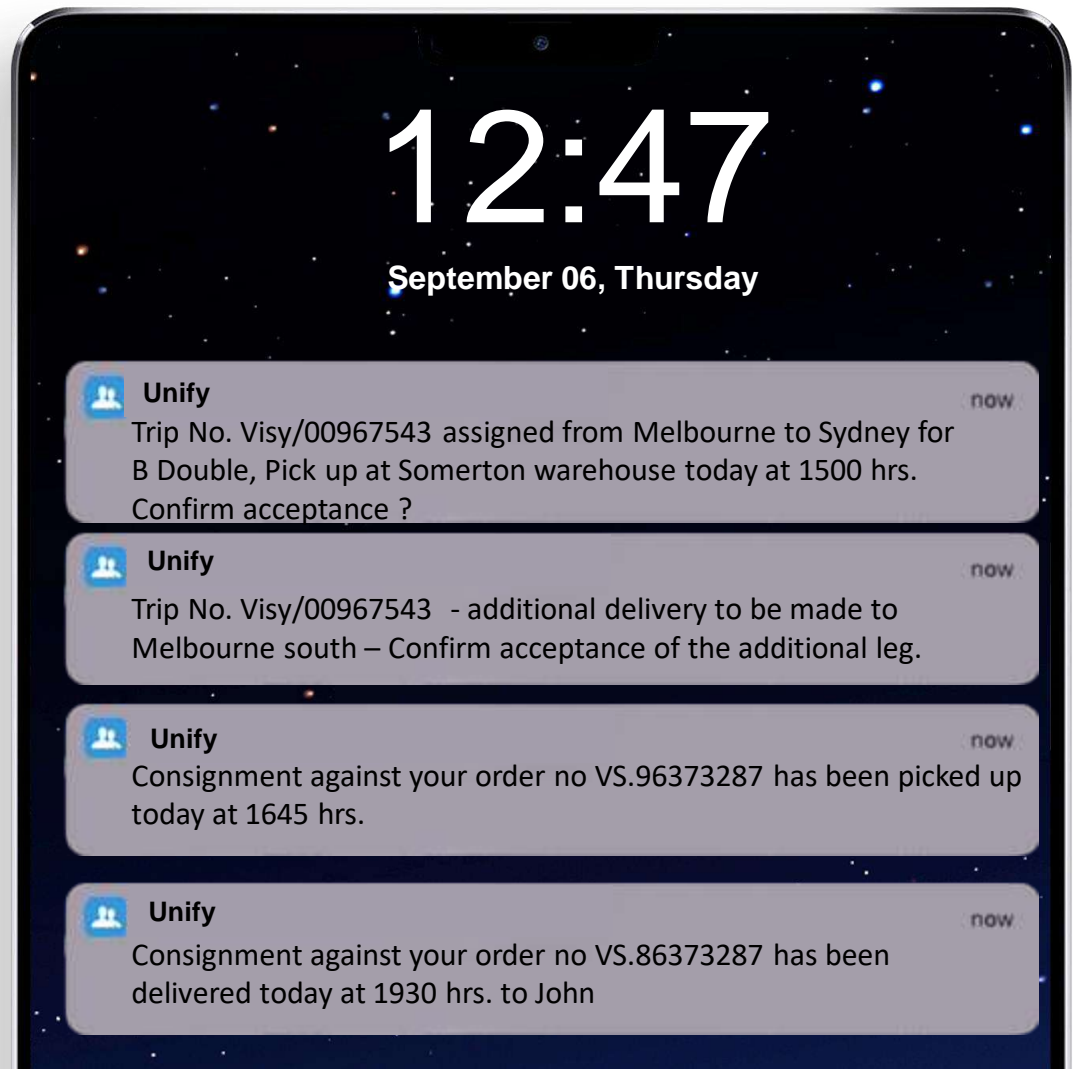 12:47
September 06, Thursday
Unify
now
Trip No. Visy/00967543 assigned from Melbourne to Sydney for
B Double, Pick up at Somerton warehouse today at 1500 hrs.
Confirm acceptance ?
Unify
now
Trip No. Visy/00967543 - additional delivery to be made to
Melbourne south – Confirm acceptance of the additional leg.
Unify
now
Consignment against your order no VS.96373287 has been picked up
today at 1645 hrs.
Unify
now
Consignment against your order no VS.86373287 has been
delivered today at 1930 hrs. to John